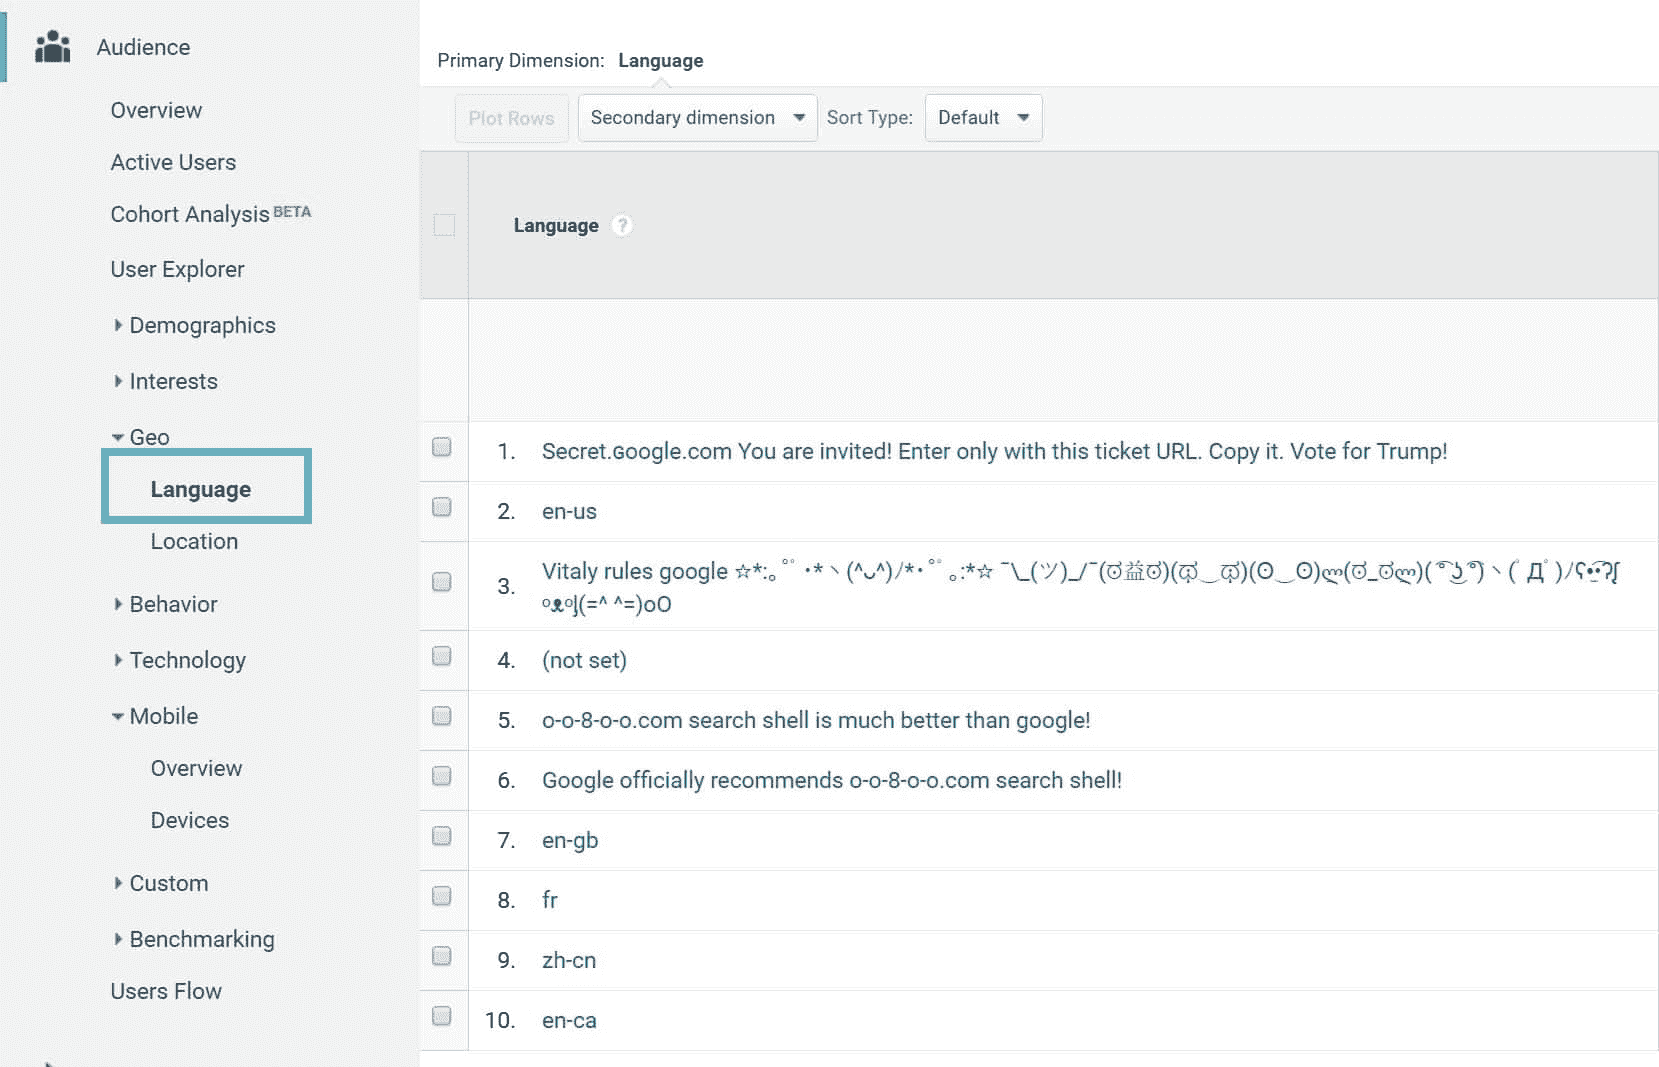 Audience
Overview
Active Users
Cohort Analysis BETA
User Explorer
Demographics
Interests
Geo
Language
Location
Behavior
Technology
Mobile
Overview
Devices
Custom
Benchmarking
Users Flow
Primary Dimension: Language
Plot Rows Secondary dimension Sort Type: Default
Language ?
1. Secret.ɢoogle.com You are invited! Enter only with this ticket URL. Copy it. Vote for Trump!
2. en-us
3. Vitaly rules google ☆*:｡゜ﾟ･*ヽ(^ᴗ^)ﾉ*･゜ﾟ｡:*☆ ¯\_(ツ)_/¯(ಠ益ಠ)(ಥ‿ಥ)(ʘ‿ʘ)ლ(ಠ_ಠლ)( ͡° ͜ʖ ͡°)ヽ(ﾟДﾟ)ﾉʕ•̫͡•ʔᶘ
ᵒᴥᵒᶅ(=^ ^=)oO
4. (not set)
5. o-o-8-o-o.com search shell is much better than google!
6. Google officially recommends o-o-8-o-o.com search shell!
7. en-gb
8. fr
9. zh-cn
10. en-ca